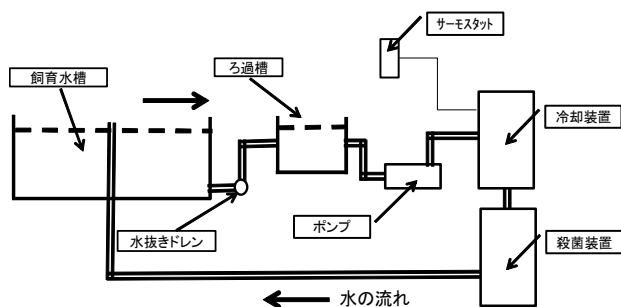 サーモスタット
飼育水槽
ろ過槽
冷却装置
水抜きドレン
ポンプ
殺菌装置
水の流れ